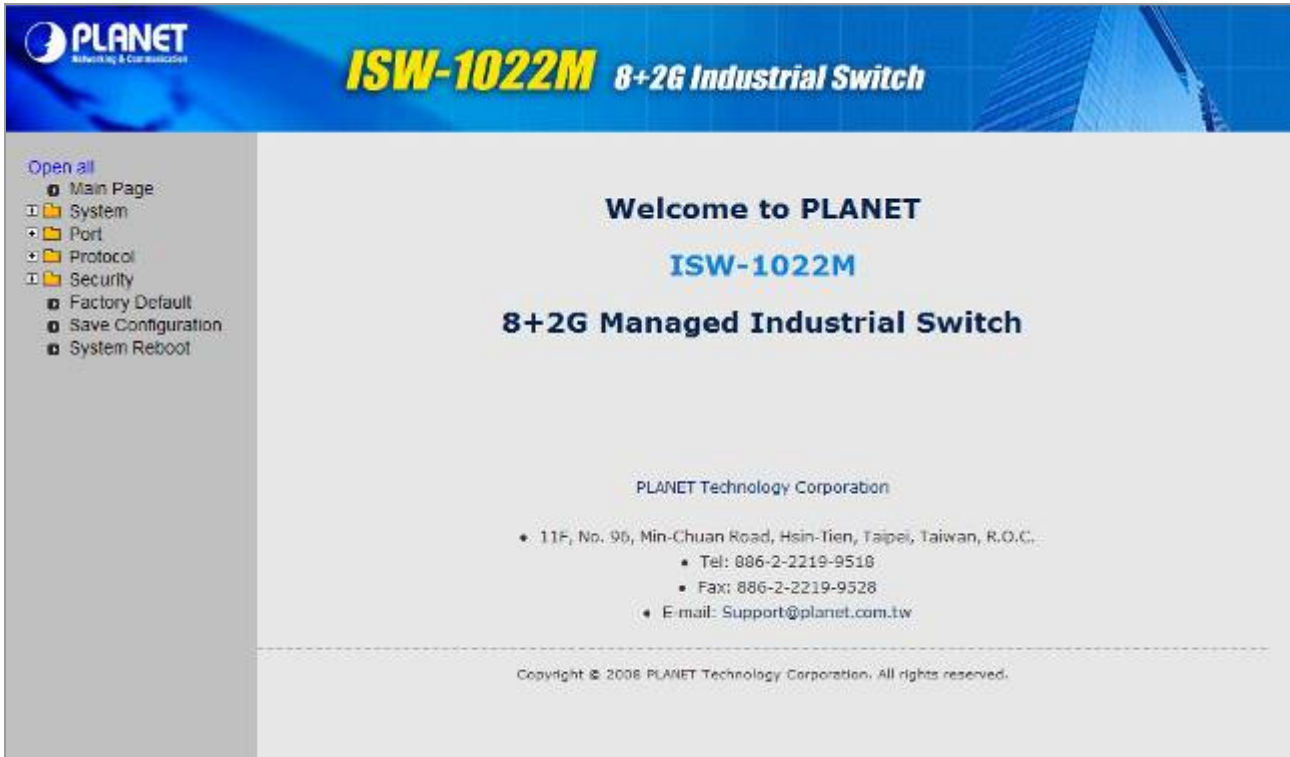 PLANET
Networking & Communication
ISW-1022M 8+2G Industrial Switch
Open all
Main Page
System
Port
Protocol
Security
Factory Default
Save Configuration
System Reboot
Welcome to PLANET
ISW-1022M
8+2G Managed Industrial Switch
PLANET Technology Corporation
• 11F, No. 96, Min-Chuan Road, Hsin-Tien, Taipei, Taiwan, R.O.C.
• Tel: 886-2-2219-9518
• Fax: 886-2-2219-9528
• E-mail: Support@planet.com.tw
Copyright © 2008 PLANET Technology Corporation. All rights reserved.